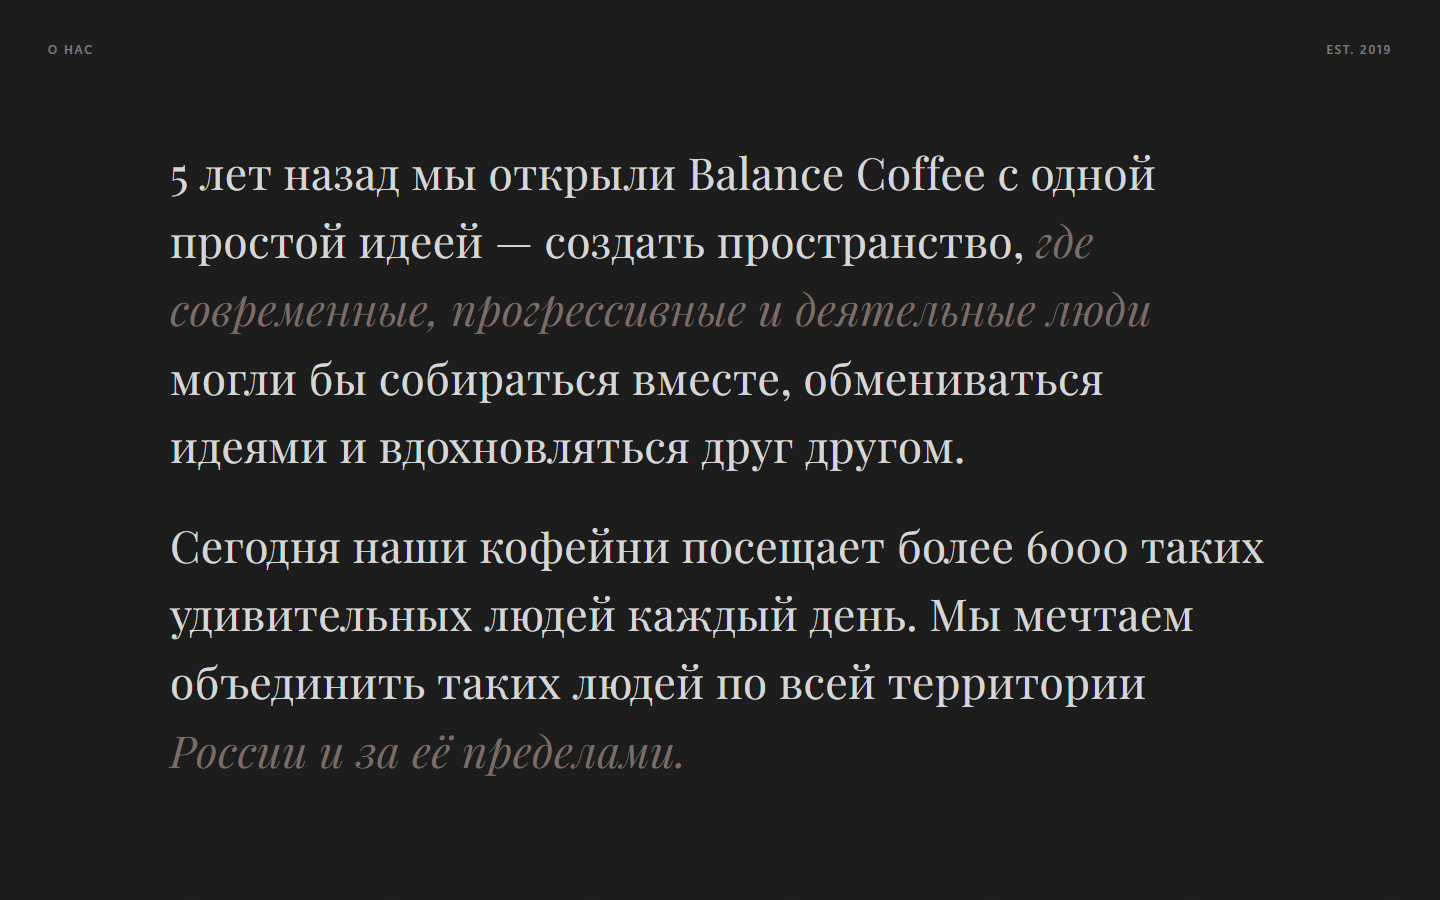 О НАС
EST. 2019
5 лет назад мы открыли Balance Coffee с одной
простой идеей — создать пространство, где
современные, прогрессивные и деятельные люди
могли бы собираться вместе, обмениваться
идеями и вдохновляться друг другом.
Сегодня наши кофейни посещает более 6000 таких
удивительных людей каждый день. Мы мечтаем
объединить таких людей по всей территории
России и за её пределами.